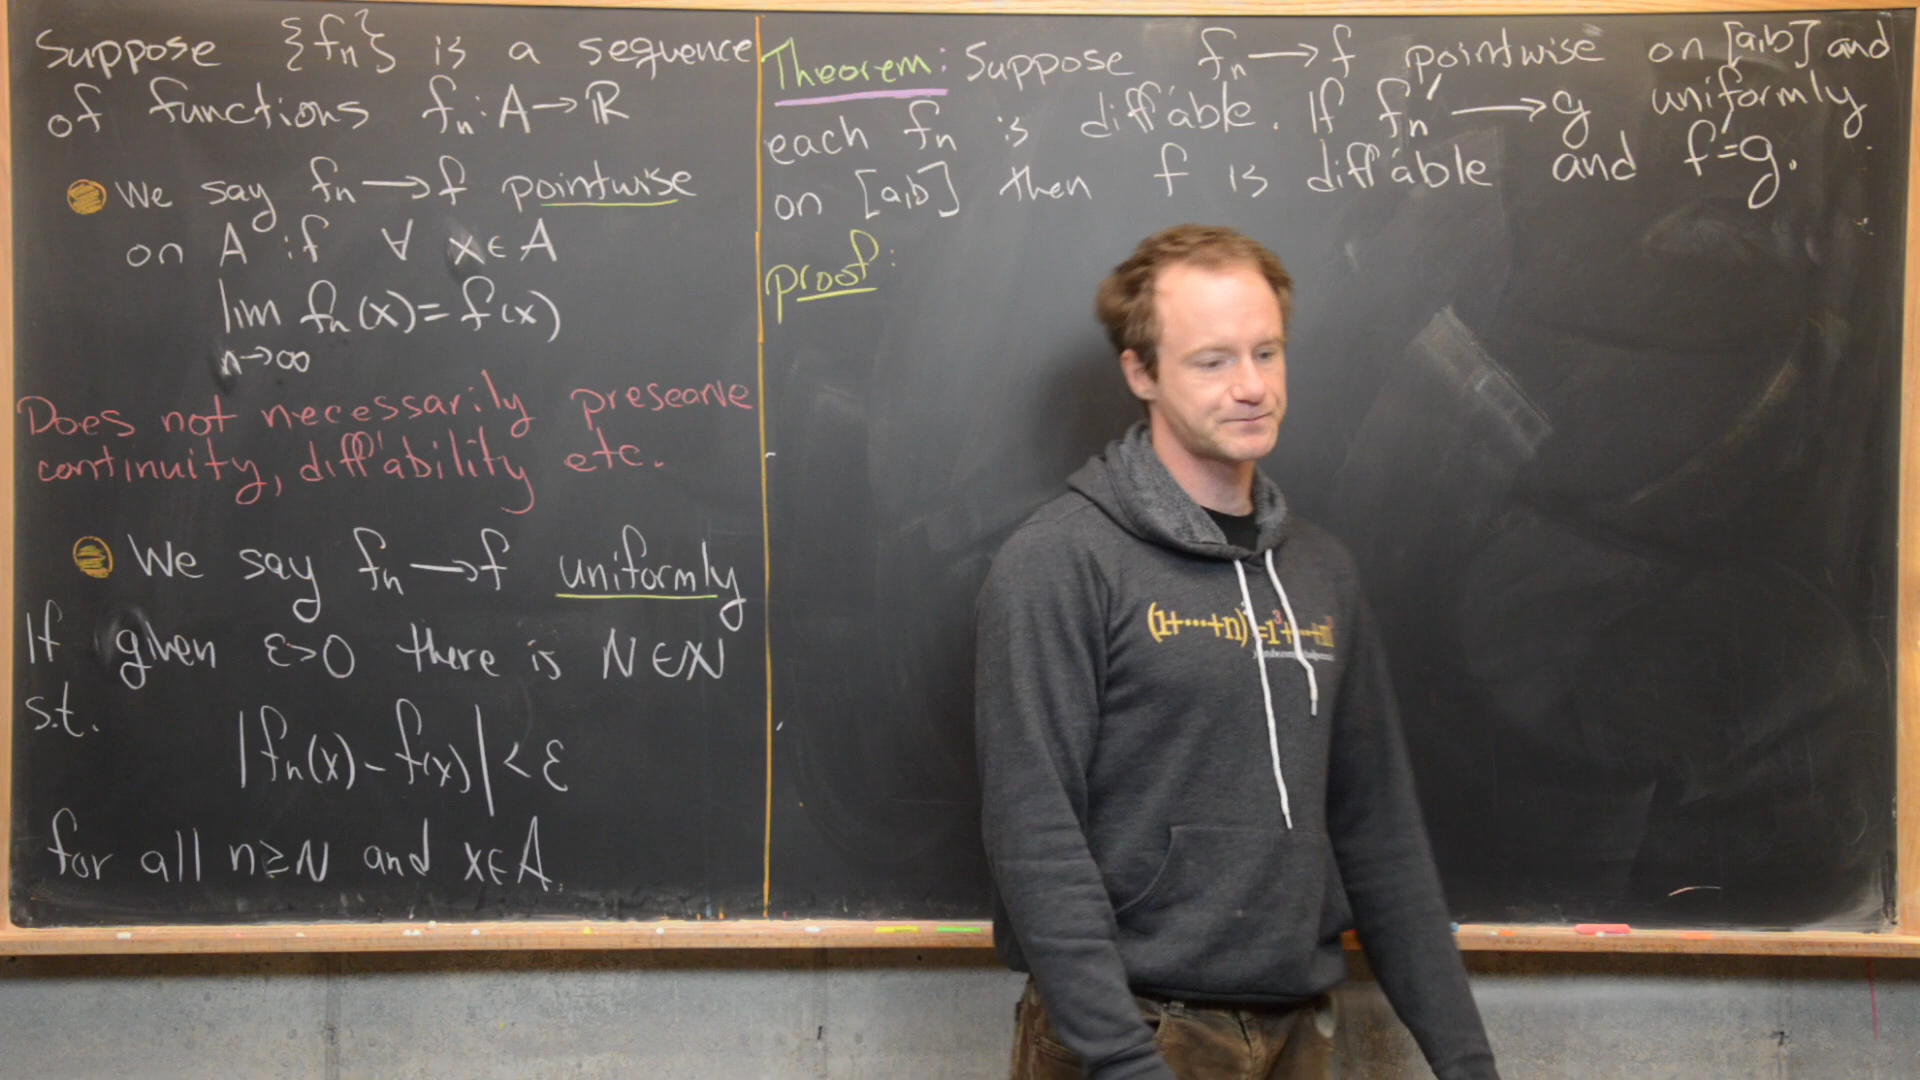 Suppose {fn} is a sequence
of functions fn: A→ℝ
We say fn→f pointwise
on A if ∀ x∈A
lim fn(x)=f(x)
n→∞
Does not necessarily presearve
continuity, diff'ability etc.
We say fn→f uniformly
If given ε>0 there is N∈ℕ
s.t.
|fn(x)-f(x)|<ε
for all n≥N and x∈A.
Theorem: Suppose fn→f pointwise on [a,b] and
each fn is diff'able. If fn'→g uniformly
on [a,b] then f is diff'able and f'=g.
proof:
(1+···+n)²=1³+···+n³